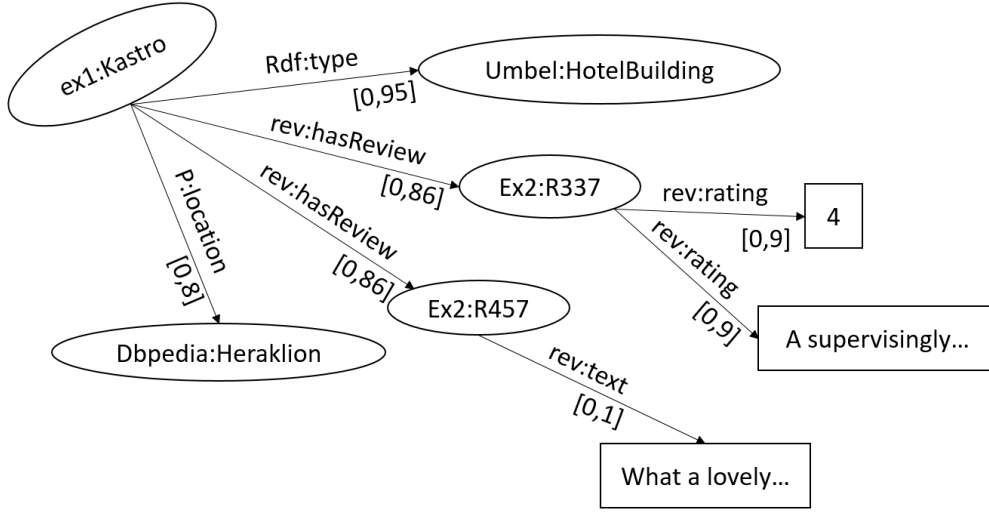 ex1:Kastro
Rdf:type
[0,95]
Umbel:HotelBuilding
rev:hasReview
[0,86]
Ex2:R337
rev:rating
[0,9]
4
rev:rating
[0,9]
A supervisingly...
rev:hasReview
[0,86]
Ex2:R457
rev:text
[0,1]
What a lovely...
P:location
[0,8]
Dbpedia:Heraklion